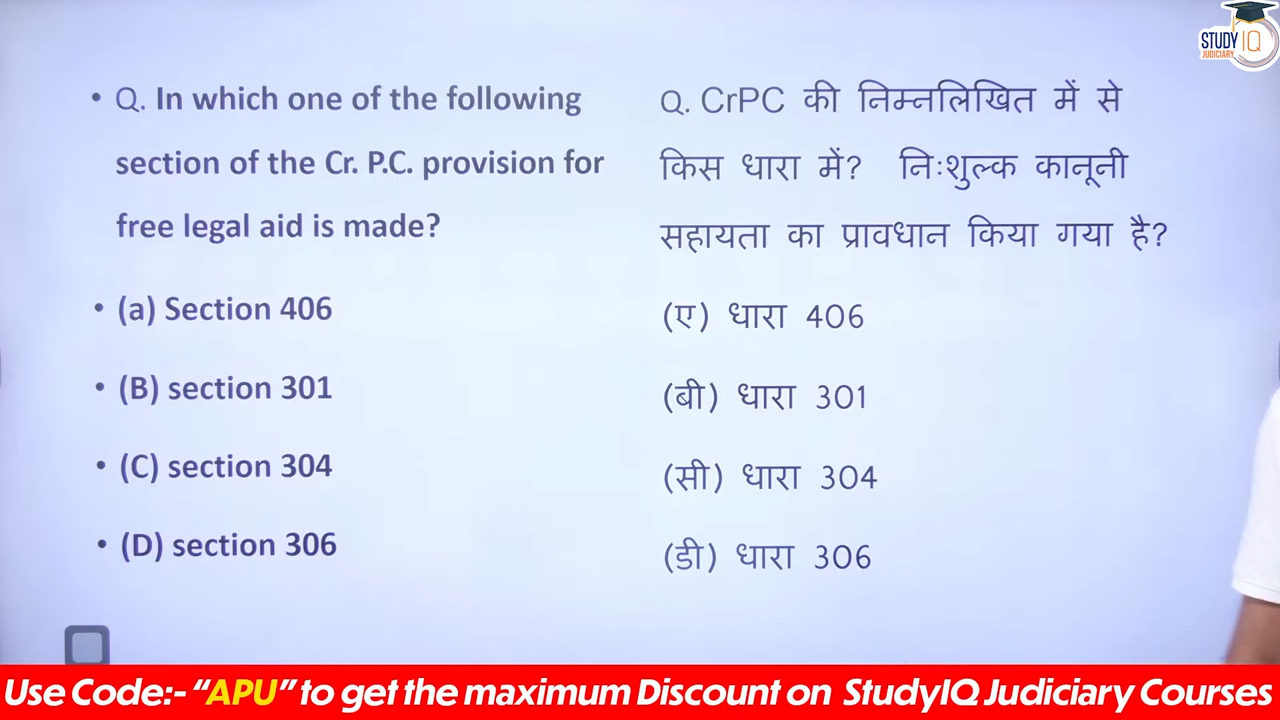 STUDY IQ
JUDICIARY
• Q. In which one of the following
section of the Cr. P.C. provision for
free legal aid is made?
• (a) Section 406
• (B) section 301
• (C) section 304
• (D) section 306
Q. CrPC की निम्नलिखित में से
किस धारा में? निःशुल्क कानूनी
सहायता का प्रावधान किया गया है?
(ए) धारा 406
(बी) धारा 301
(सी) धारा 304
(डी) धारा 306
Use Code:- “APU” to get the maximum Discount on StudyIQ Judiciary Courses